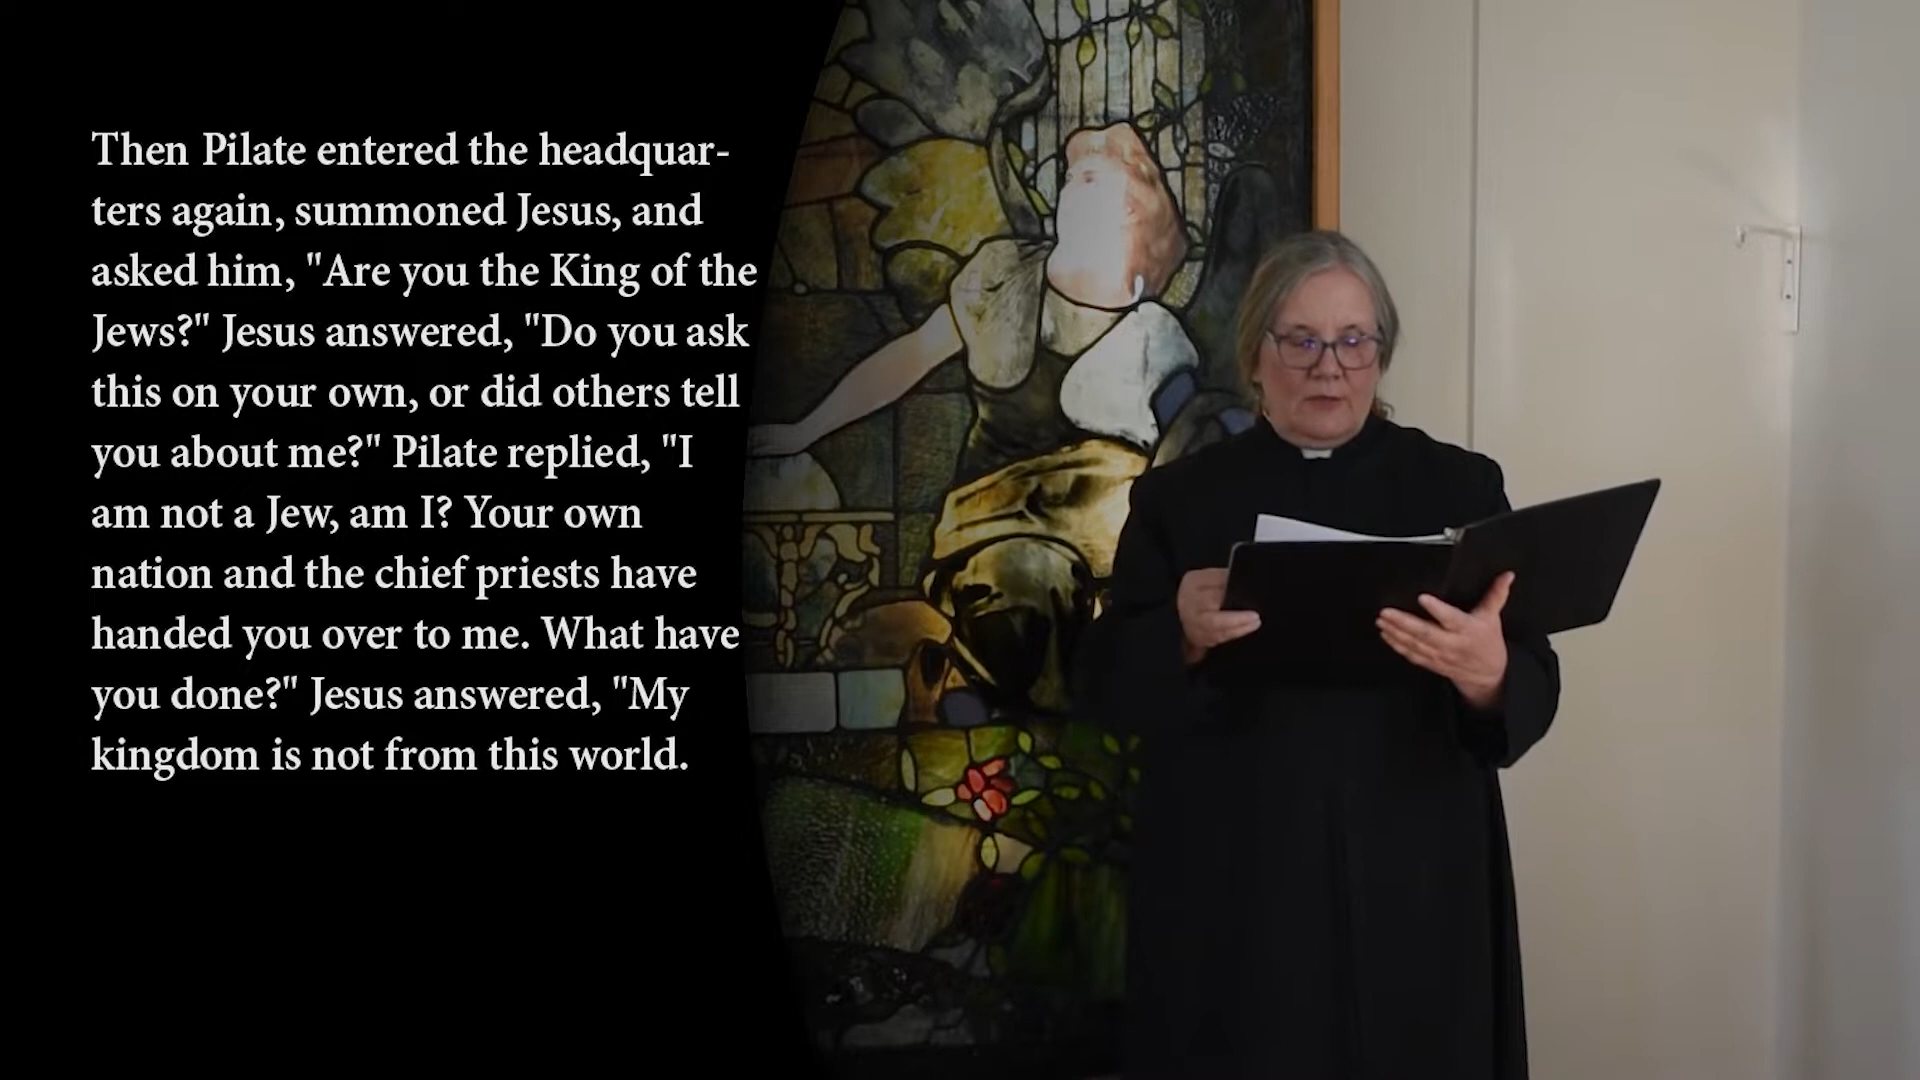 Then Pilate entered the headquar-
ters again, summoned Jesus, and
asked him, "Are you the King of the
Jews?" Jesus answered, "Do you ask
this on your own, or did others tell
you about me?" Pilate replied, "I
am not a Jew, am I? Your own
nation and the chief priests have
handed you over to me. What have
you done?" Jesus answered, "My
kingdom is not from this world.